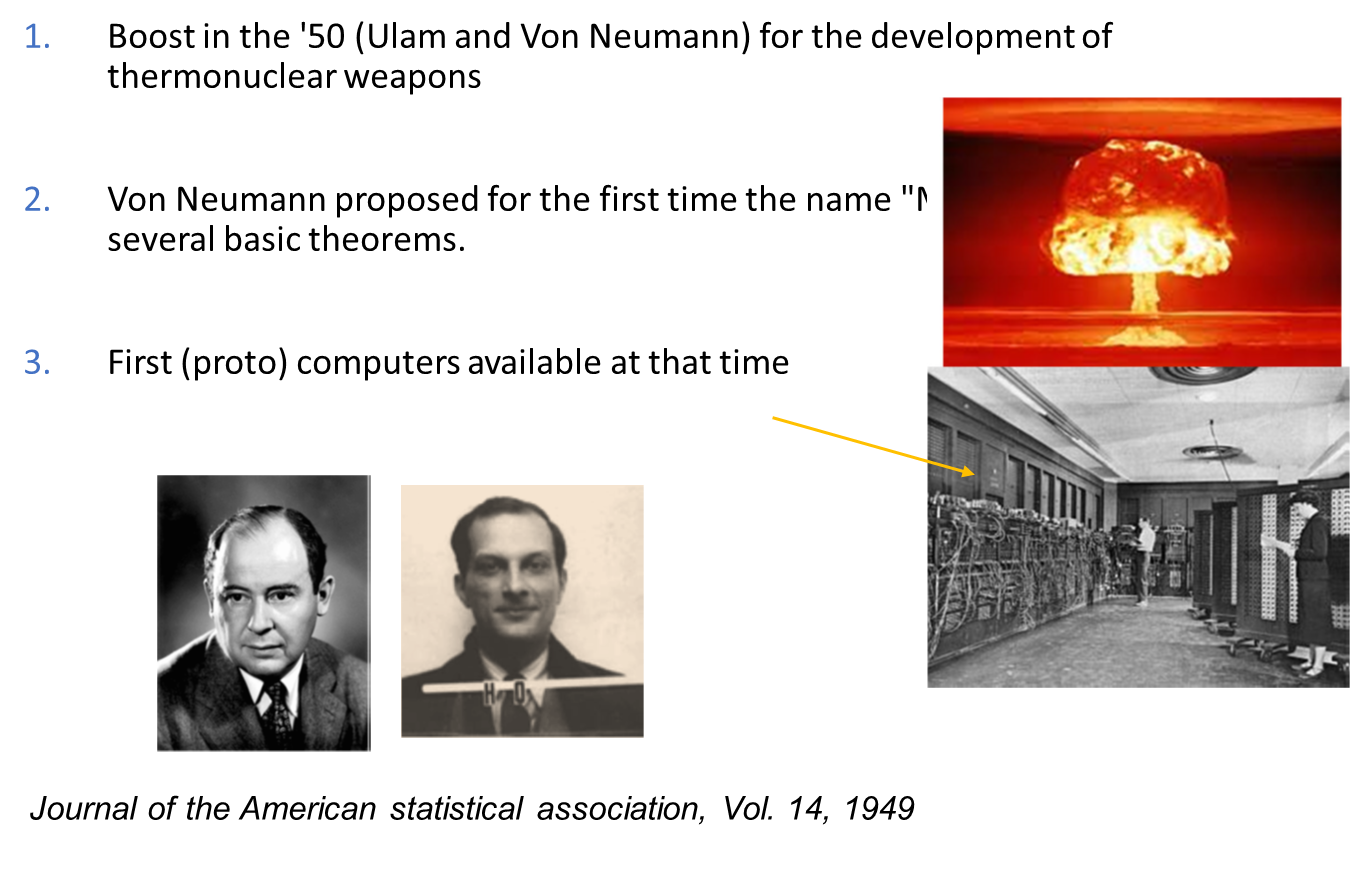 1. Boost in the '50 (Ulam and Von Neumann) for the development of
thermonuclear weapons
2. Von Neumann proposed for the first time the name "
several basic theorems.
3. First (proto) computers available at that time
H O
Journal of the American statistical association, Vol. 14, 1949